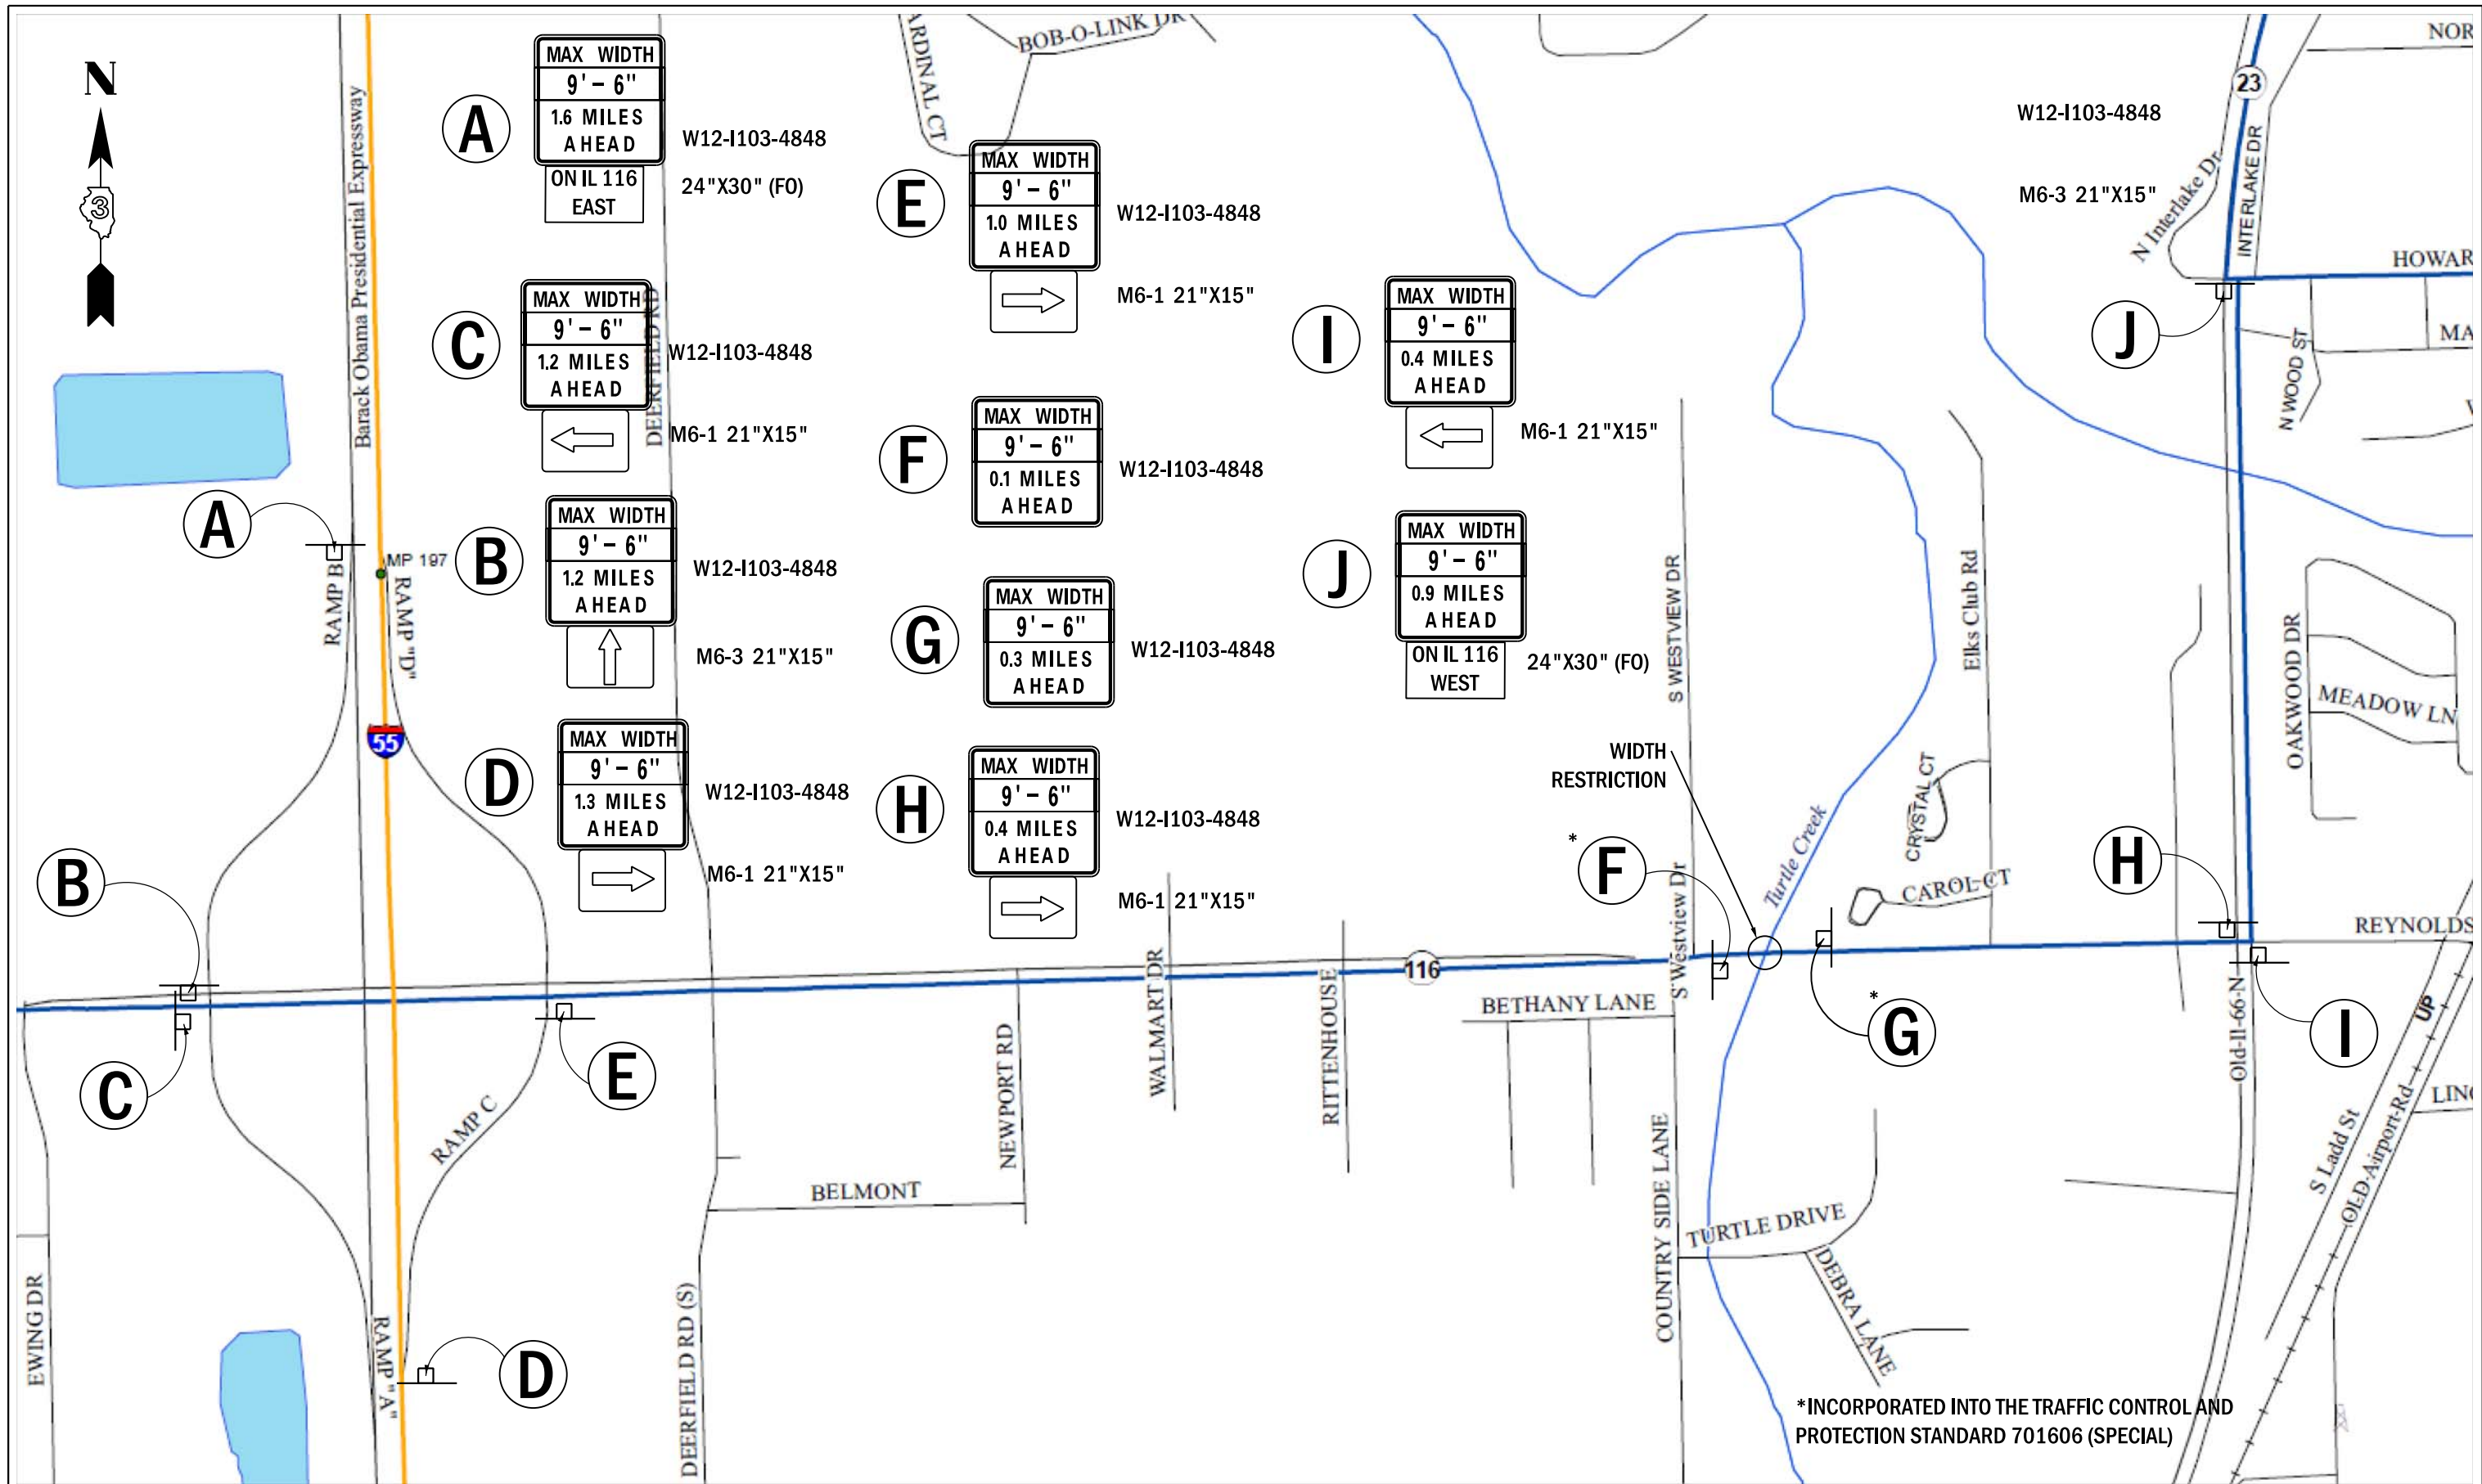 N
3
A
MAX WIDTH
9' – 6"
1.6 MILES
AHEAD
ON IL 116
EAST
W12-I103-4848
24"X30" (FO)
C
MAX WIDTH
9' – 6"
1.2 MILES
AHEAD
W12-I103-4848
M6-1 21"X15"
B
MAX WIDTH
9' – 6"
1.2 MILES
AHEAD
W12-I103-4848
M6-3 21"X15"
D
MAX WIDTH
9' – 6"
1.3 MILES
AHEAD
W12-I103-4848
M6-1 21"X15"
E
MAX WIDTH
9' – 6"
1.0 MILES
AHEAD
W12-I103-4848
M6-1 21"X15"
F
MAX WIDTH
9' – 6"
0.1 MILES
AHEAD
W12-I103-4848
G
MAX WIDTH
9' – 6"
0.3 MILES
AHEAD
W12-I103-4848
H
MAX WIDTH
9' – 6"
0.4 MILES
AHEAD
W12-I103-4848
M6-1 21"X15"
I
MAX WIDTH
9' – 6"
0.4 MILES
AHEAD
M6-1 21"X15"
J
MAX WIDTH
9' – 6"
0.9 MILES
AHEAD
ON IL 116
WEST
24"X30" (FO)
W12-I103-4848
M6-3 21"X15"
Barack Obama Presidential Expressway
DEERFIELD RD
ARDINAL CT
BOB-O-LINK DR
23
NOR
N Interlake Dr
INTERLAKE DR
HOWAR
MA
N WOOD ST
J
A
MP 197
RAMP B
RAMP "D"
55
S WESTVIEW DR
Elks Club Rd
OAKWOOD DR
MEADOW LN
WIDTH
RESTRICTION
CRYSTAL CT
CAROL CT
Turtle Creek
B
C
E
*
F
*
G
H
I
REYNOLDS
116
S Westview Dr
WALMART DR
RITTENHOUSE
BETHANY LANE
NEWPORT RD
BELMONT
RAMP C
RAMP "A"
D
EWING DR
DEERFIELD RD (S)
COUNTRY SIDE LANE
TURTLE DRIVE
DEBRA LANE
Old-Il-66-N
UP
S Ladd St
OLD-Airport-Rd
LIN
*INCORPORATED INTO THE TRAFFIC CONTROL AND
PROTECTION STANDARD 701606 (SPECIAL)